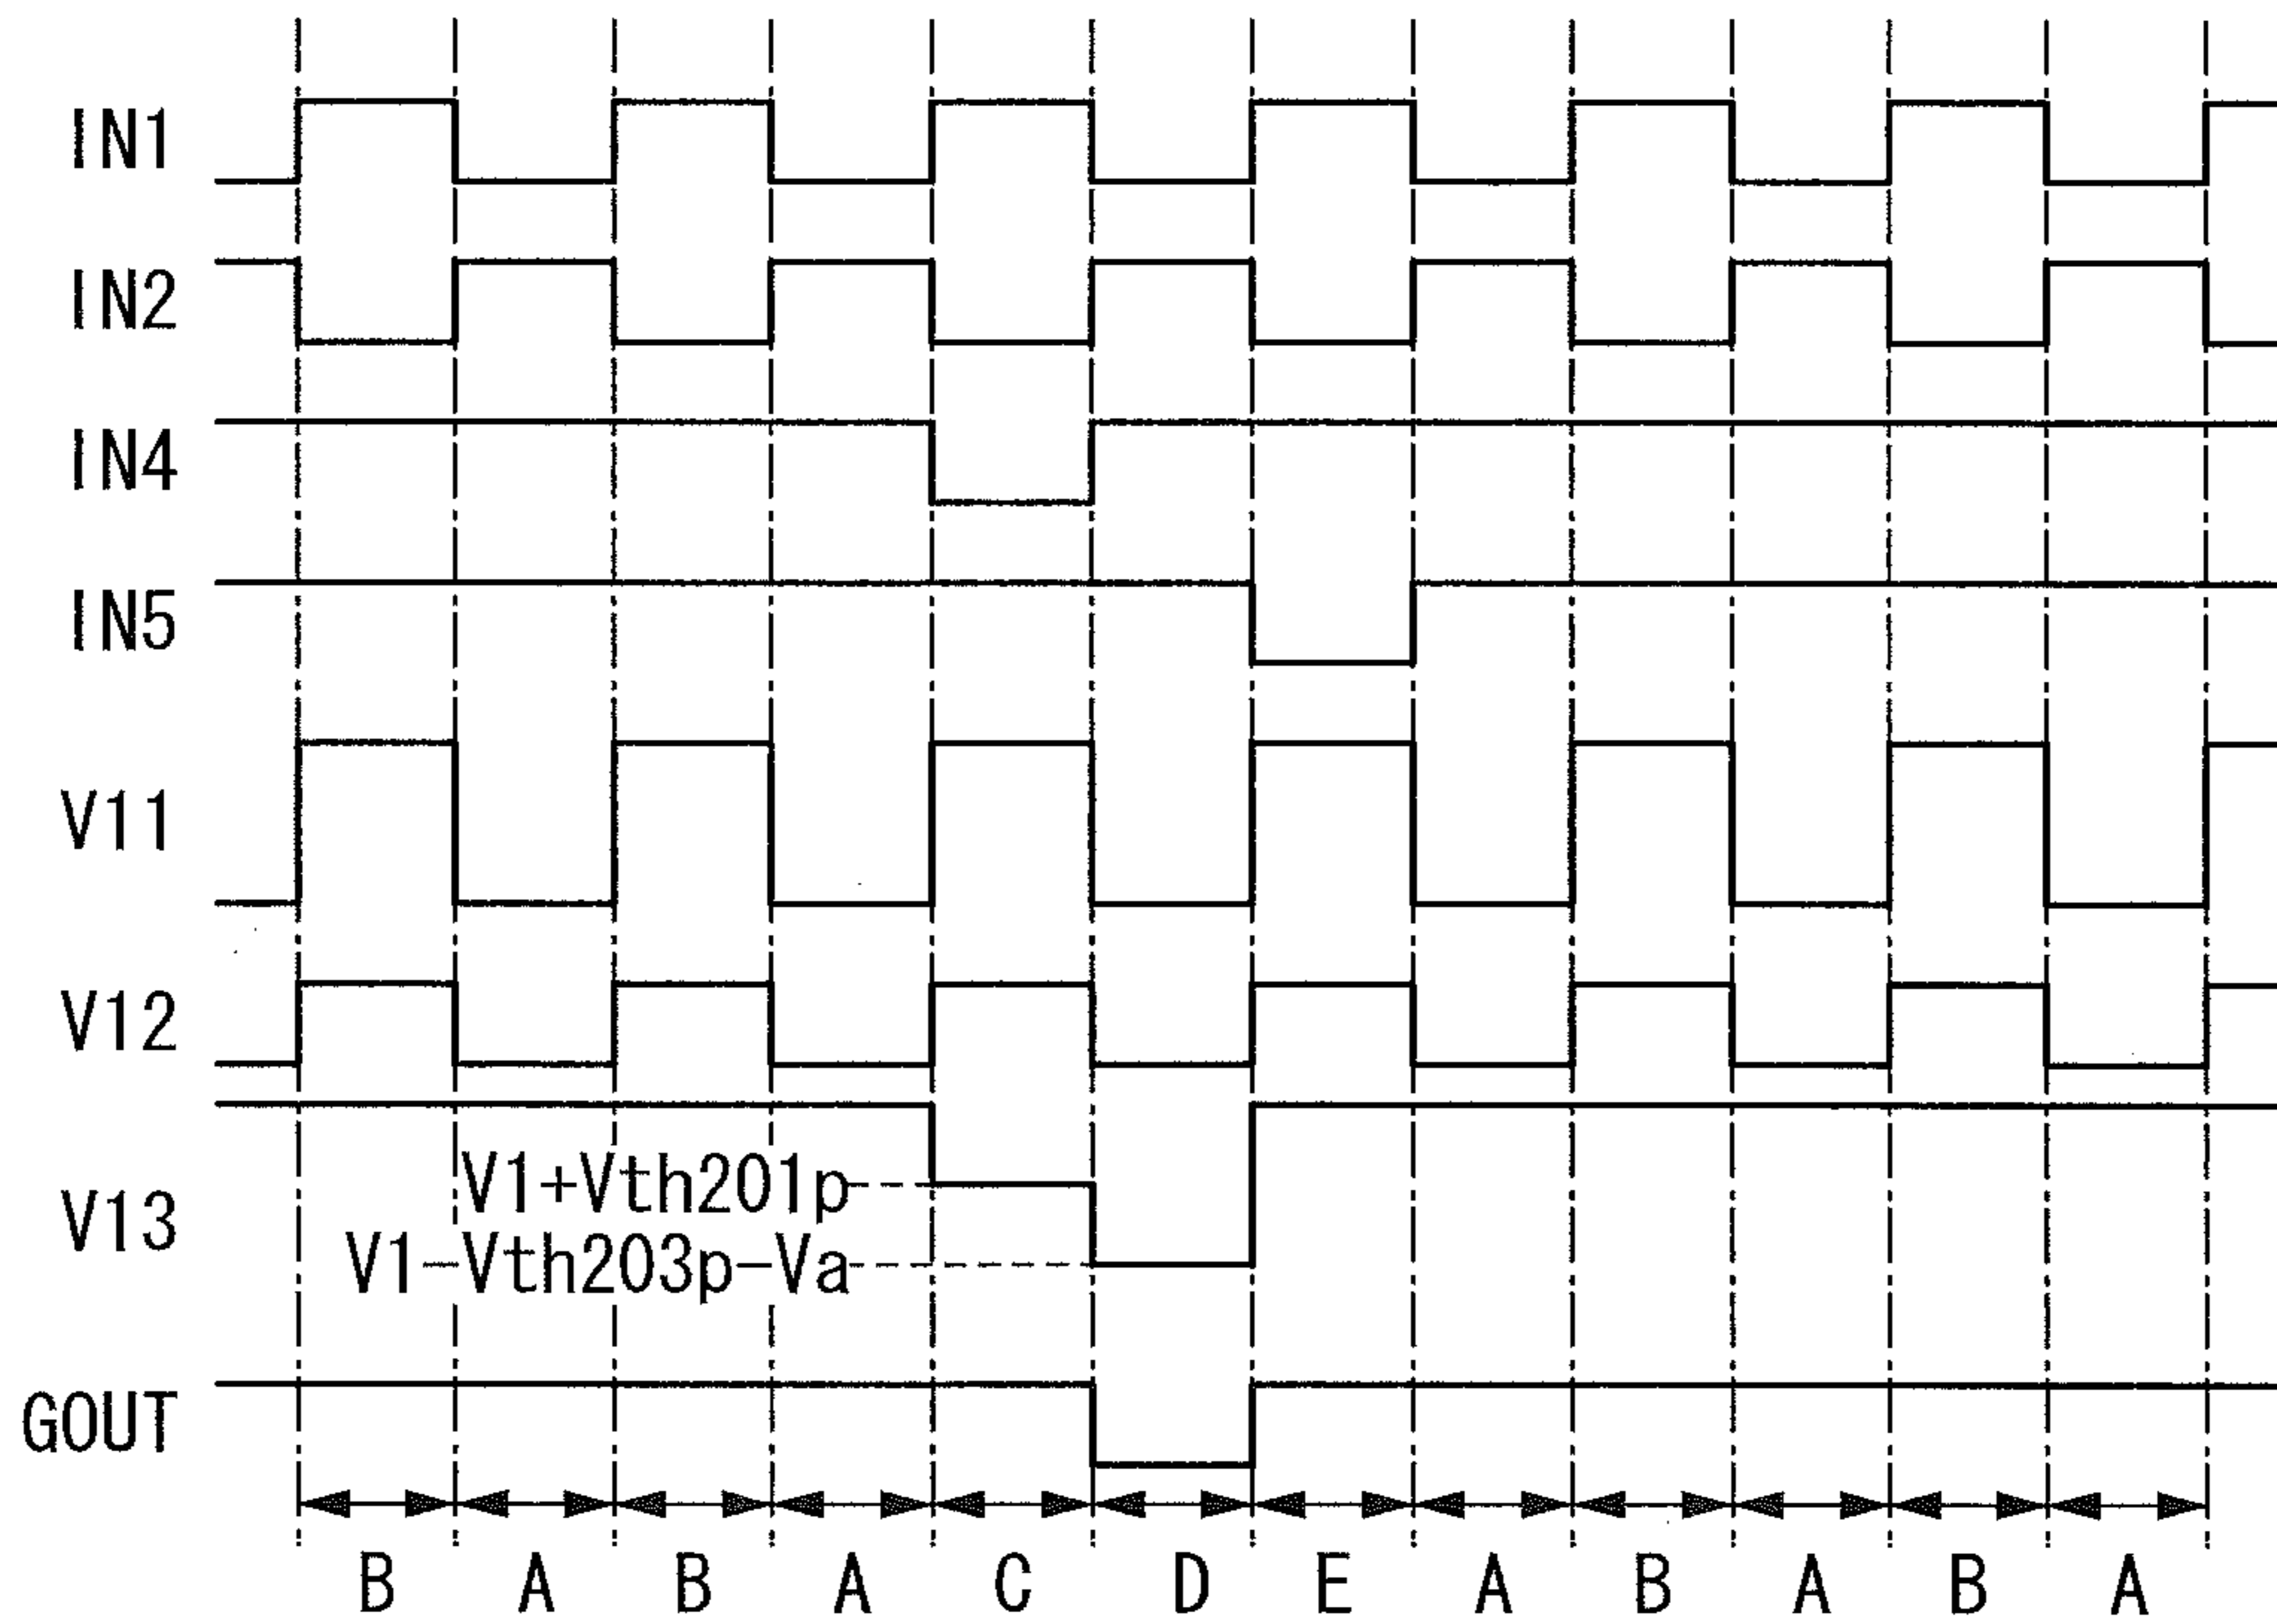 IN1
IN2
IN4
IN5
V11
V12
V13
V1+Vth201p
V1-Vth203p-Va
GOUT
B A B A C D E A B A B A